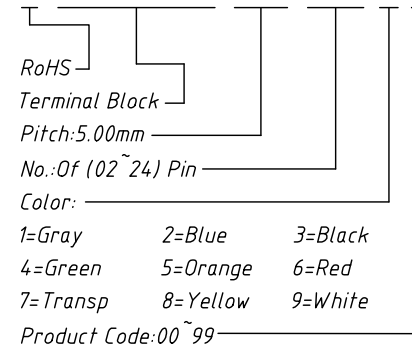 RoHS
Terminal Block
Pitch:5.00mm
No.:Of (02~24) Pin
Color:
1=Gray 2=Blue 3=Black
4=Green 5=Orange 6=Red
7=Transp 8=Yellow 9=White
Product Code:00~99